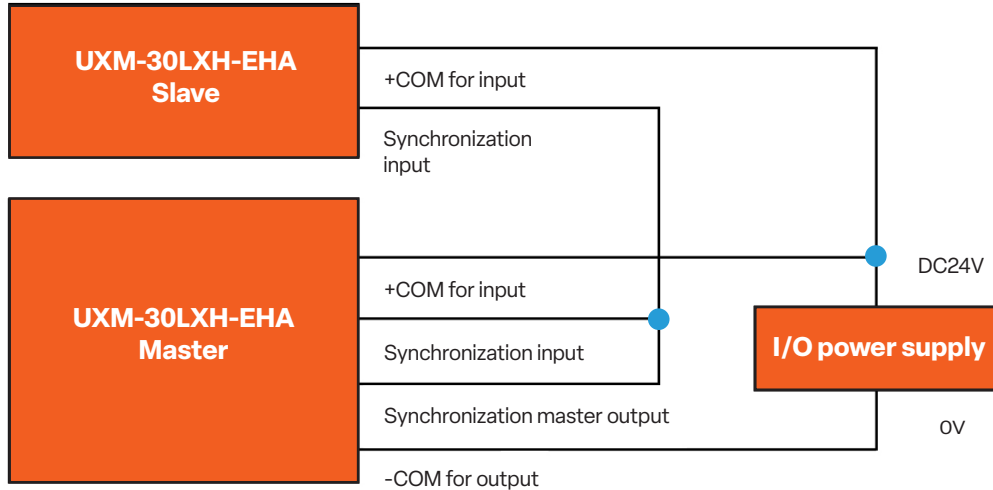 UXM-30LXH-EHA
Slave
+COM for input
Synchronization
input
UXM-30LXH-EHA
Master
+COM for input
Synchronization input
Synchronization master output
-COM for output
DC24V
I/O power supply
0V